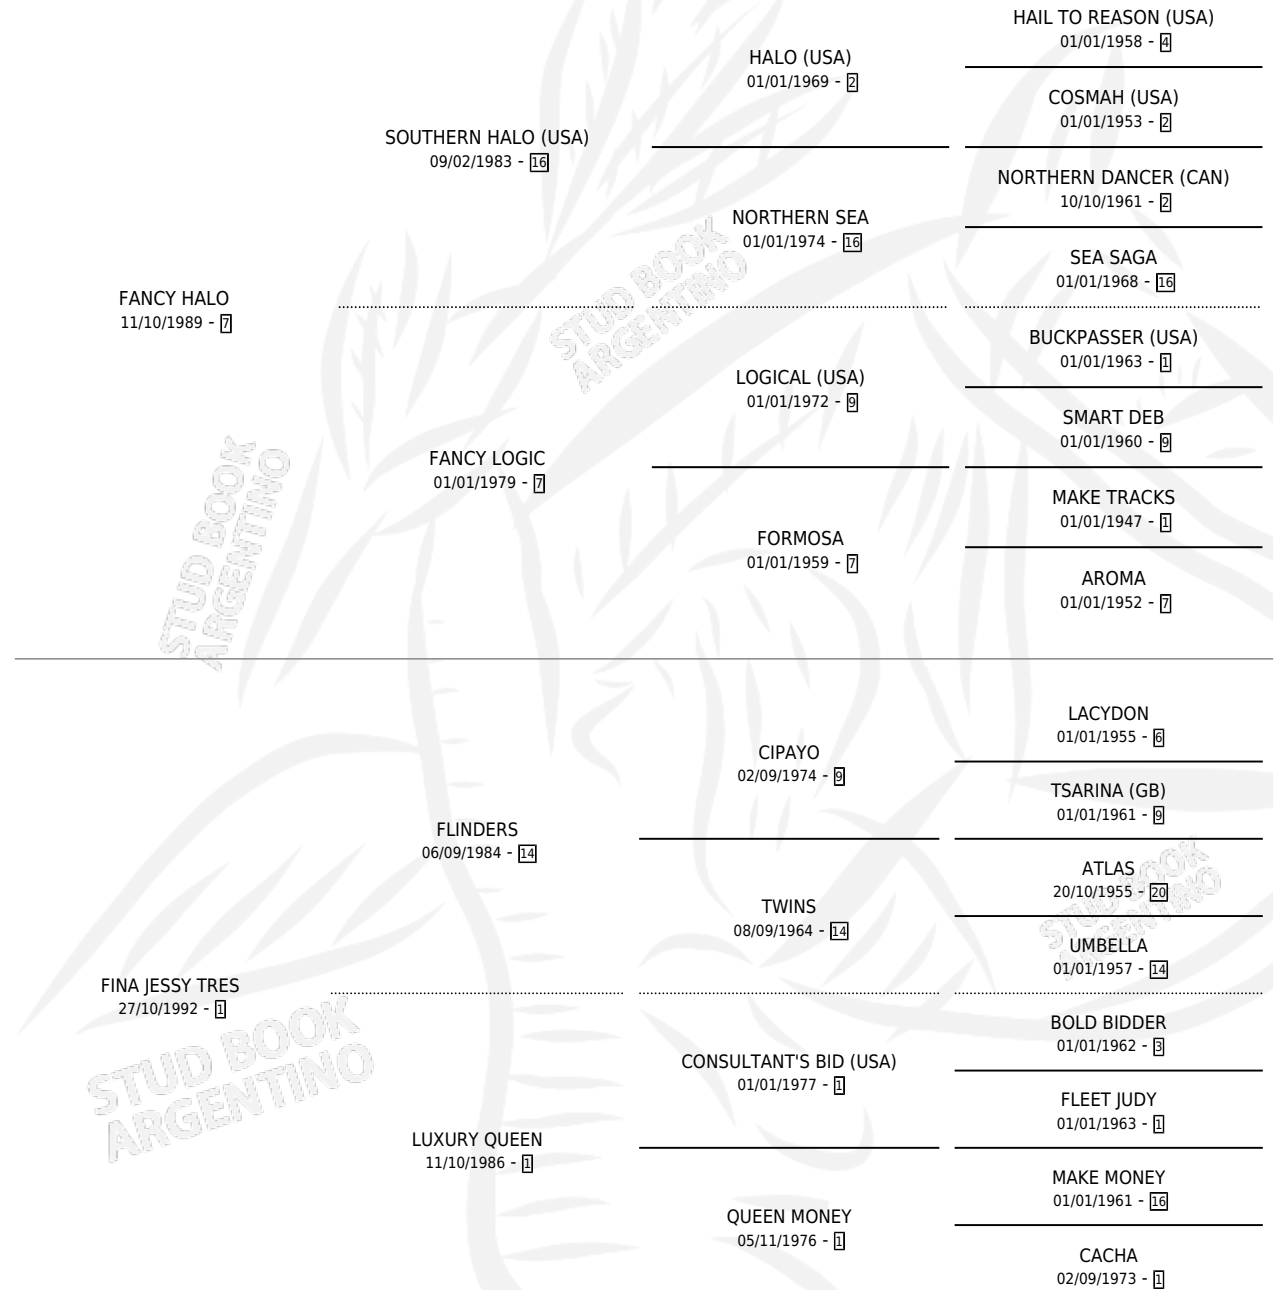 HAIL TO REASON (USA)
01/01/1958 - 4
HALO (USA)
01/01/1969 - 2
COSMAH (USA)
01/01/1953 - 2
SOUTHERN HALO (USA)
09/02/1983 - 16
NORTHERN DANCER (CAN)
10/10/1961 - 2
NORTHERN SEA
01/01/1974 - 16
SEA SAGA
01/01/1968 - 16
FANCY HALO
11/10/1989 - 7
STUD BOOK
ARGENTINO
BUCKPASSER (USA)
01/01/1963 - 1
LOGICAL (USA)
01/01/1972 - 9
SMART DEB
01/01/1960 - 9
FANCY LOGIC
01/01/1979 - 7
MAKE TRACKS
01/01/1947 - 1
FORMOSA
01/01/1959 - 7
AROMA
01/01/1952 - 7
STUD BOOK
ARGENTINO
LACYDON
01/01/1955 - 6
CIPAYO
02/09/1974 - 9
TSARINA (GB)
01/01/1961 - 9
FLINDERS
06/09/1984 - 14
ATLAS
20/10/1955 - 20
TWINS
08/09/1964 - 14
UMBELLA
01/01/1957 - 14
STUD BOOK
ARGENTINO
FINA JESSY TRES
27/10/1992 - 1
BOLD BIDDER
01/01/1962 - 3
CONSULTANT'S BID (USA)
01/01/1977 - 1
FLEET JUDY
01/01/1963 - 1
STUD BOOK
ARGENTINO
LUXURY QUEEN
11/10/1986 - 1
MAKE MONEY
01/01/1961 - 16
QUEEN MONEY
05/11/1976 - 1
CACHA
02/09/1973 - 1